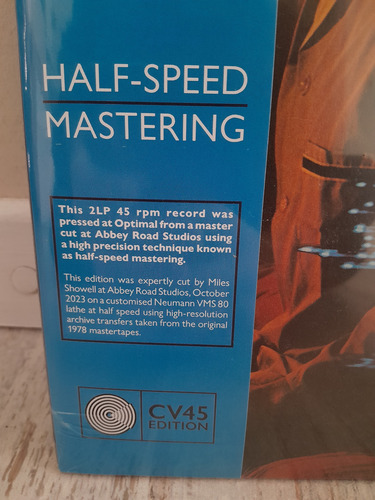 HALF-SPEED
MASTERING
This 2LP 45 rpm record was
pressed at Optimal from a master
cut at Abbey Road Studios using
a high precision technique known
as half-speed mastering.
This edition was expertly cut by Miles
Showell at Abbey Road Studios, October
2023 on a customised Neumann VMS 80
lathe at half speed using high-resolution
archive transfers taken from the original
1978 mastertapes.
CV45
EDITION